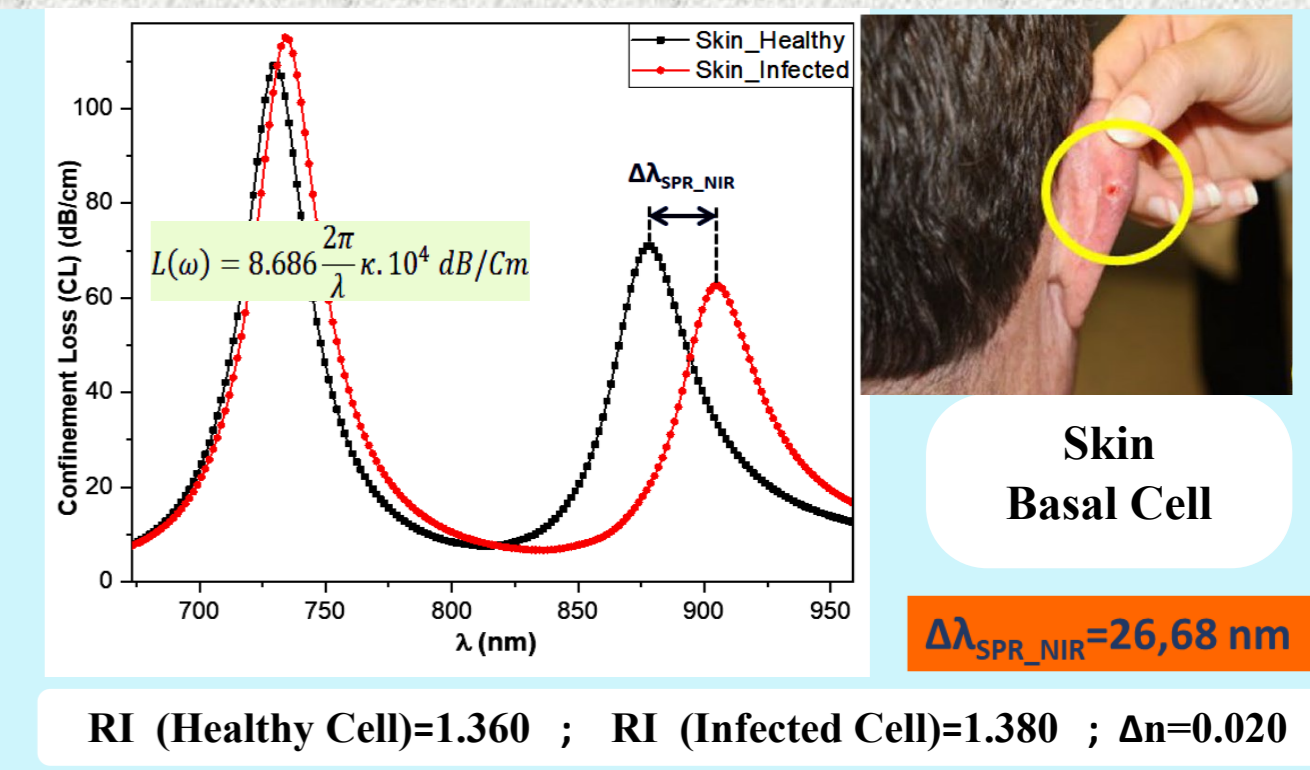 Skin_Healthy
Skin_Infected
Confinement Loss (CL) (dB/cm)
100
80
60
40
20
0
Δλ_SPR_NIR
L(ω) = 8.686 2π/λ κ. 10⁴ dB/Cm
700 750 800 850 900 950
λ (nm)
Skin
Basal Cell
Δλ_SPR_NIR=26,68 nm
RI (Healthy Cell)=1.360 ; RI (Infected Cell)=1.380 ; Δn=0.020